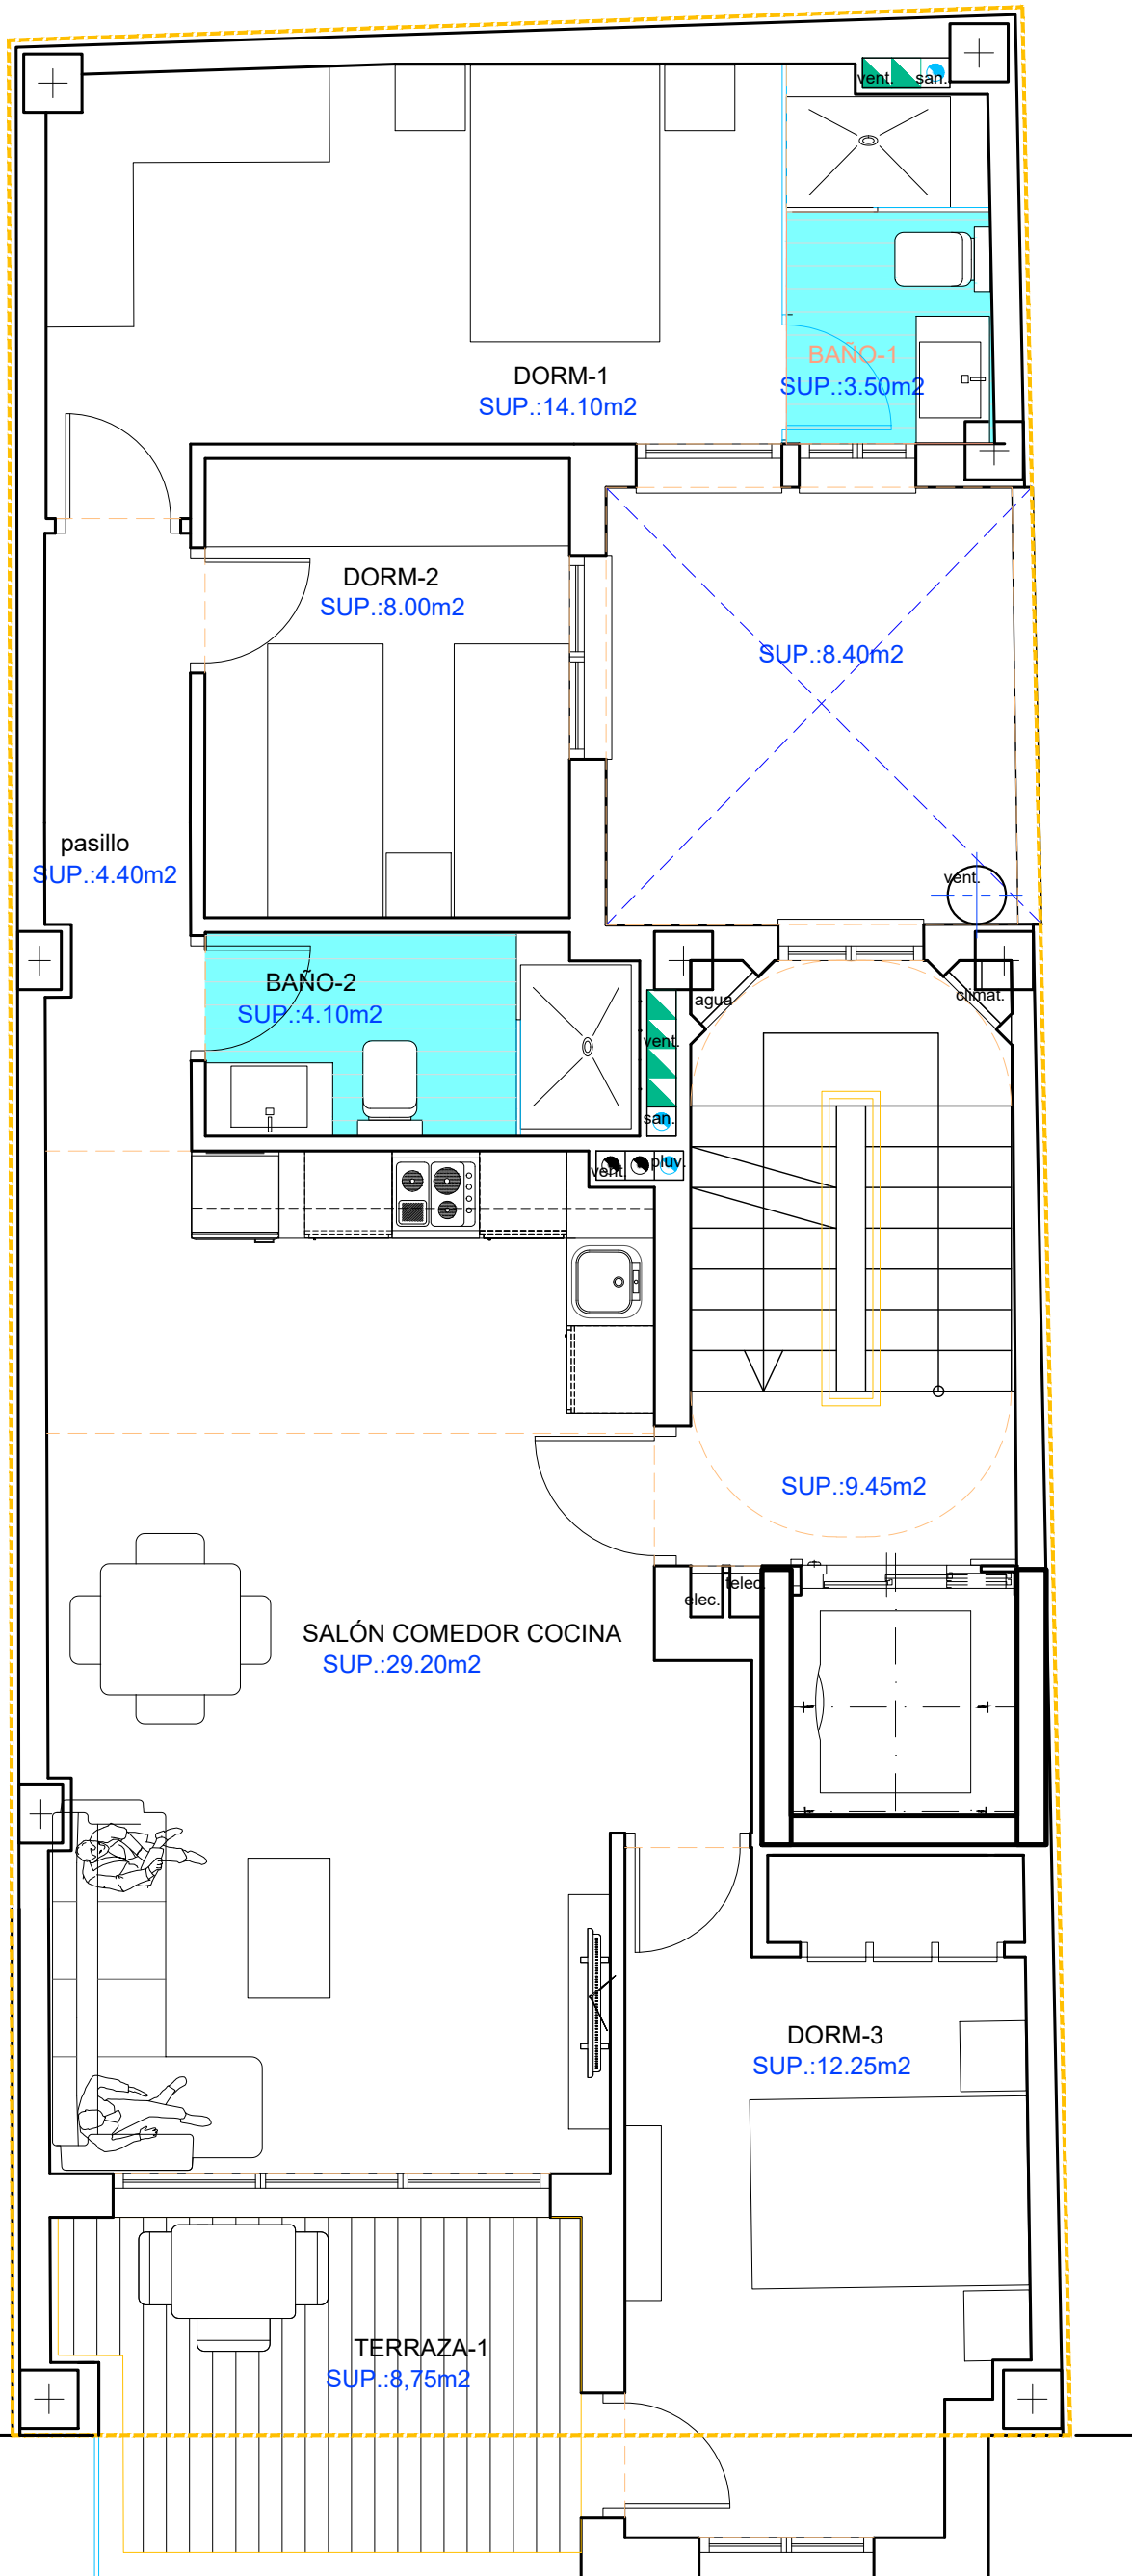 vent.
san.
DORM-1
SUP.:14.10m2
BAÑO-1
SUP.:3.50m2
DORM-2
SUP.:8.00m2
SUP.:8.40m2
pasillo
SUP.:4.40m2
vent.
BAÑO-2
SUP.:4.10m2
agua
climat.
vent.
san.
vent.
pluv.
SUP.:9.45m2
elec.
telec.
SALÓN COMEDOR COCINA
SUP.:29.20m2
DORM-3
SUP.:12.25m2
TERRAZA-1
SUP.:8,75m2